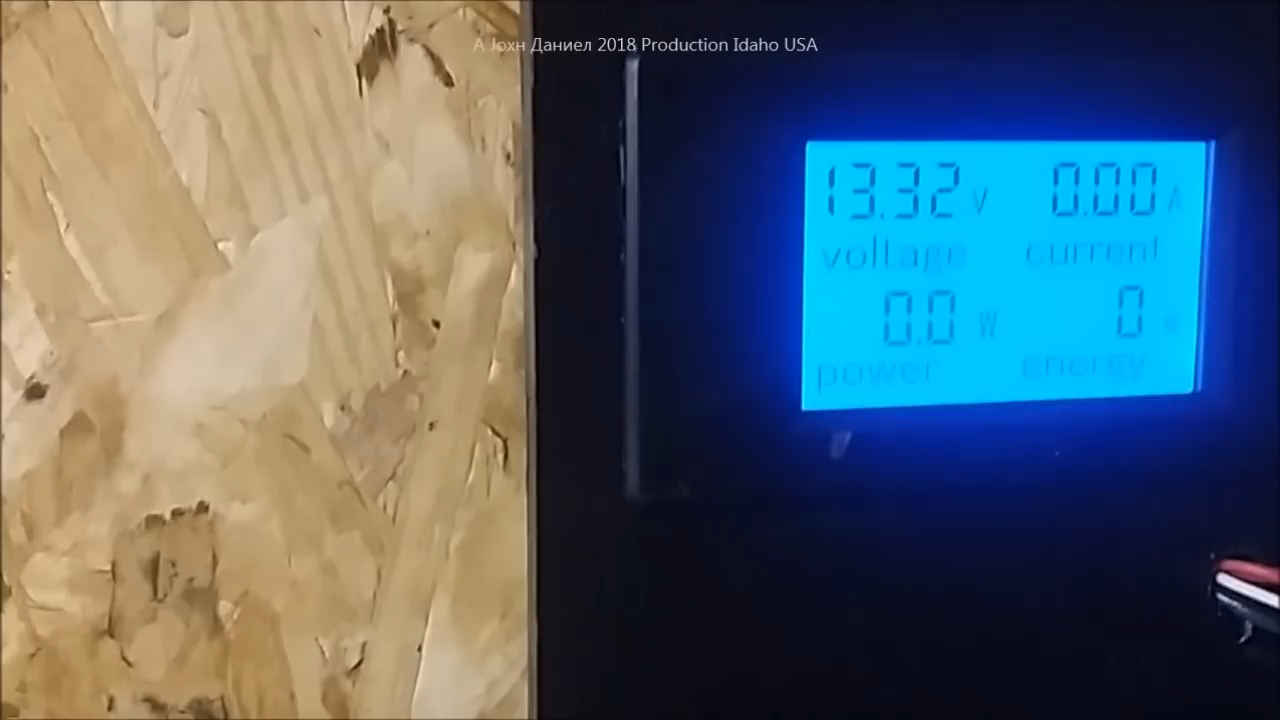 А Јохн Даниел 2018 Production Idaho USA
13.32 V 0.00 A
voltage current
0.0 W 0
power energy